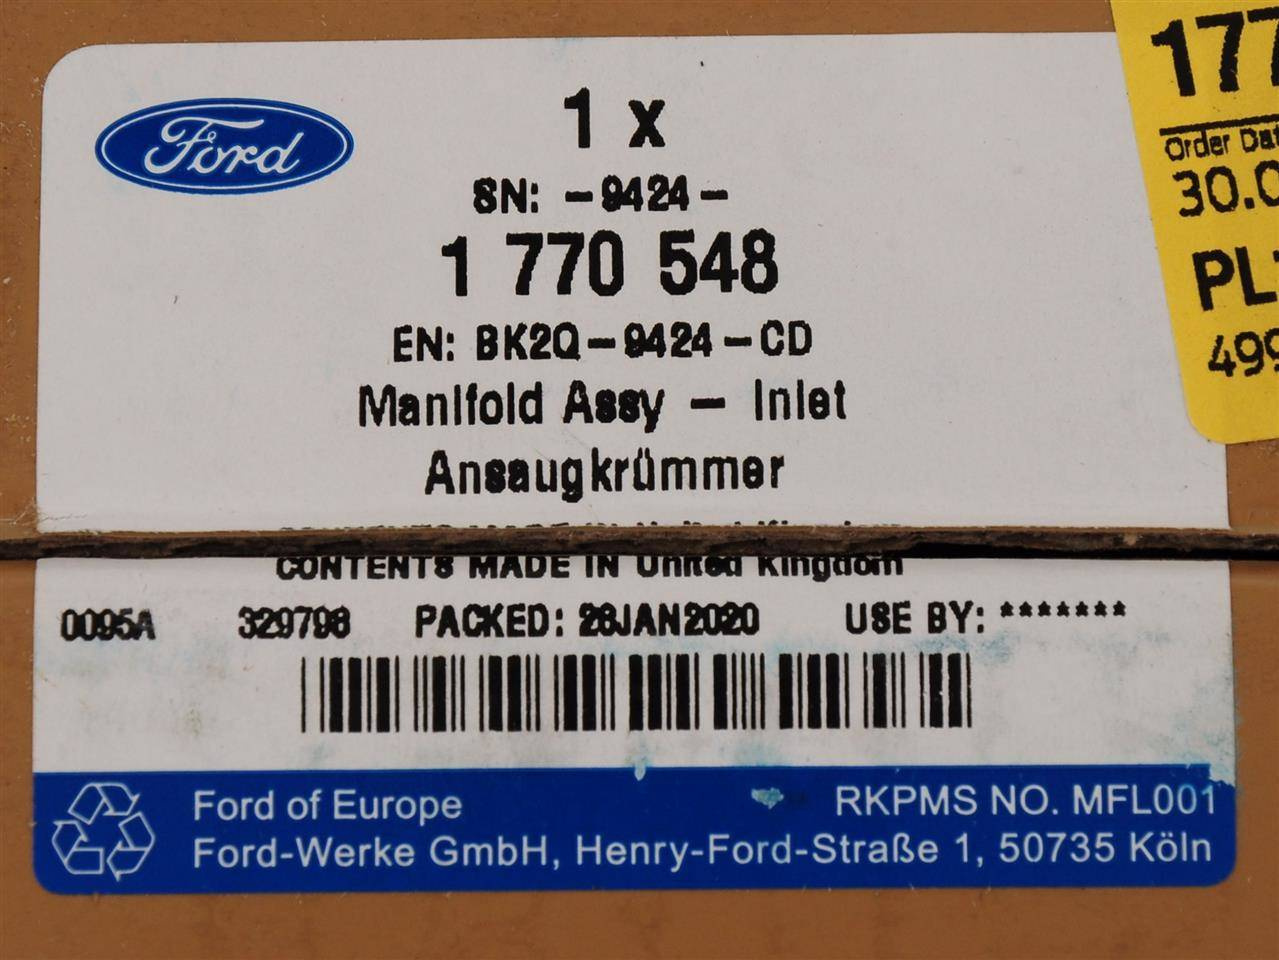 Ford
1 x
SN: -9424-
1 770 548
EN: BK2Q-9424-CD
Manifold Assy - Inlet
Ansaugkrümmer
CONTENTS MADE IN United Kingdom
0095A 329798 PACKED: 28JAN2020 USE BY: *******
Ford of Europe RKPMS NO. MFL001
Ford-Werke GmbH, Henry-Ford-Straße 1, 50735 Köln
177
Order Dat
30.0
PL
499